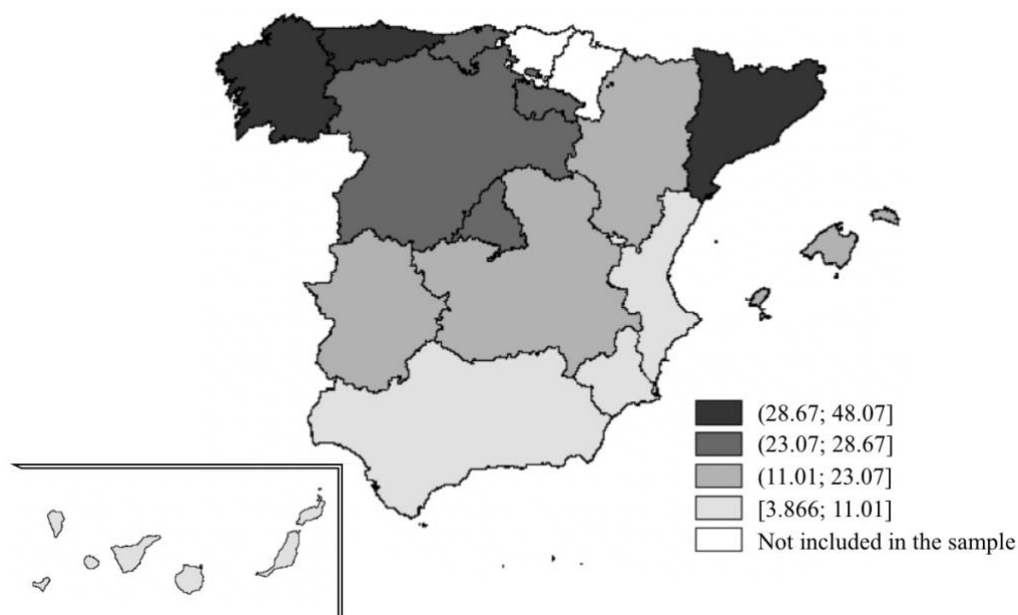 (28.67; 48.07]
(23.07; 28.67]
(11.01; 23.07]
[3.866; 11.01]
Not included in the sample